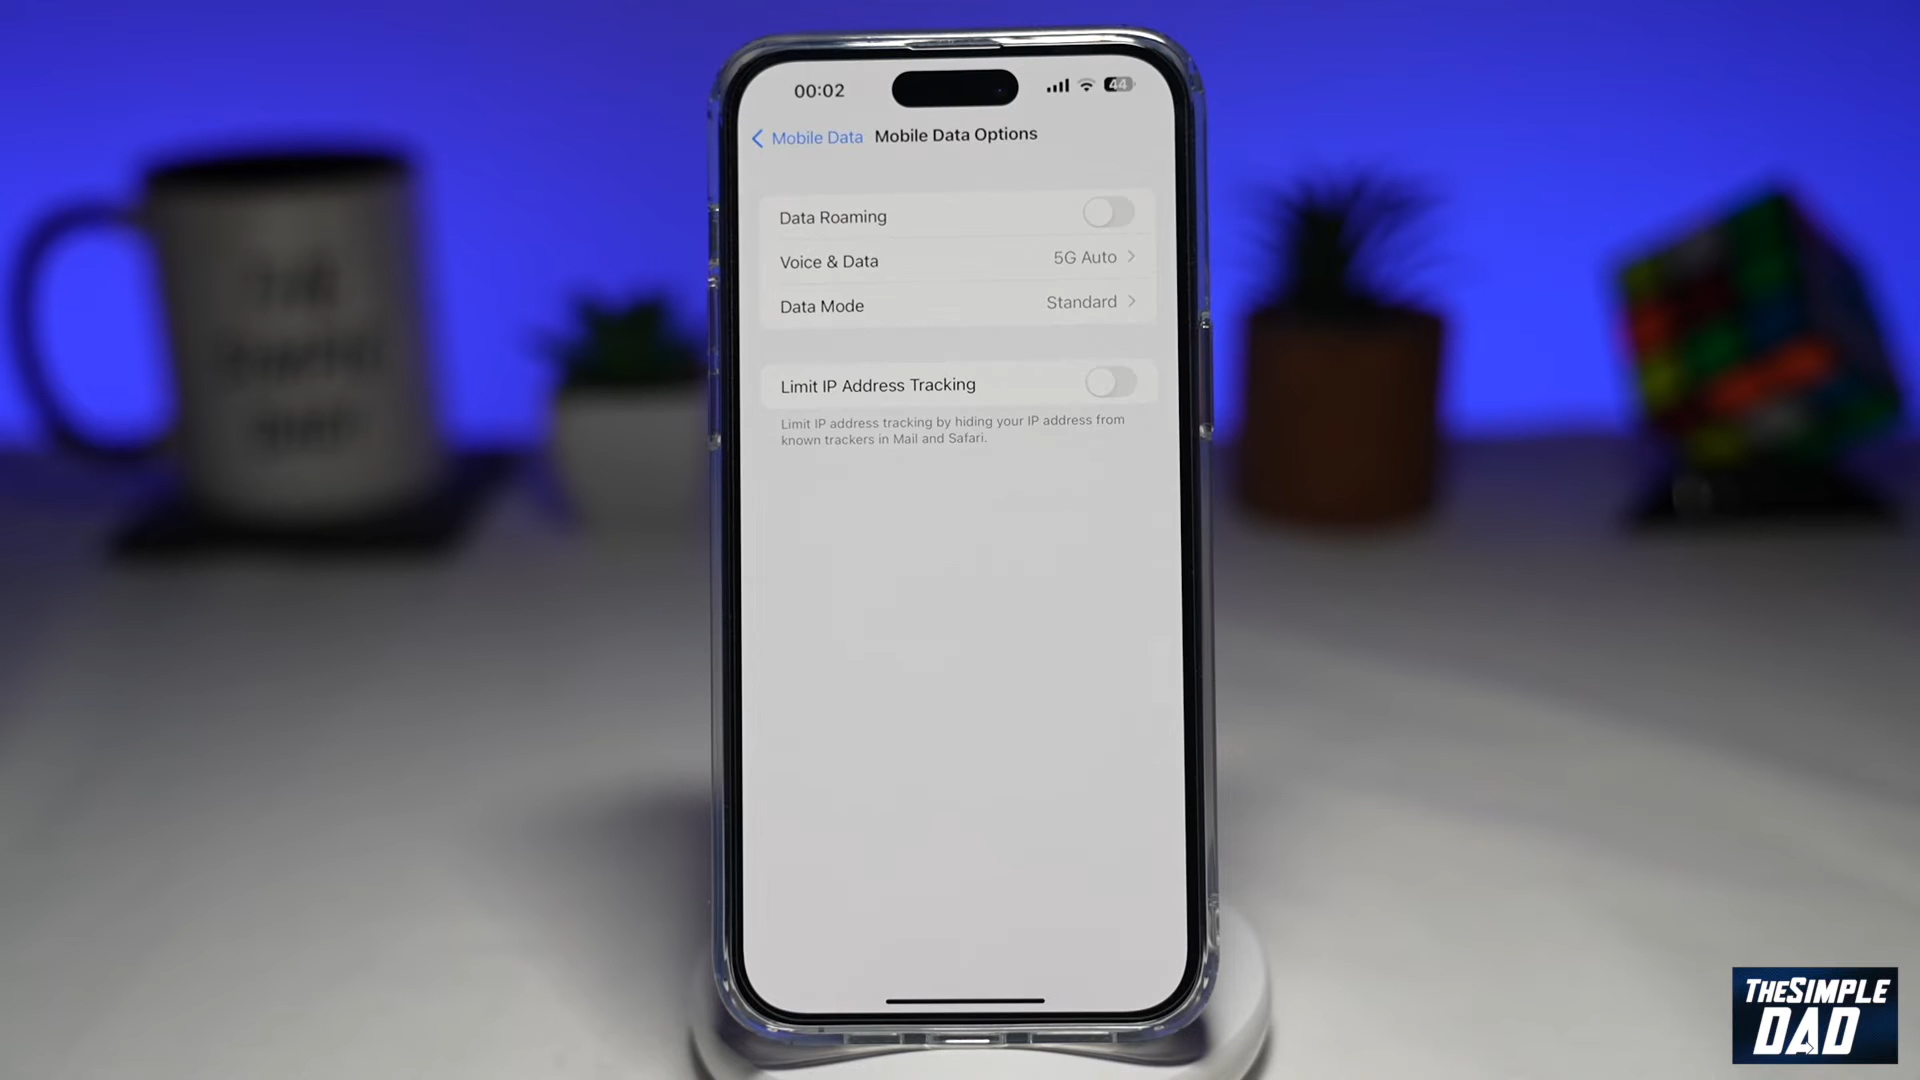 00:02
44
Mobile Data
Mobile Data Options
Data Roaming
Voice & Data
5G Auto
Data Mode
Standard
Limit IP Address Tracking
Limit IP address tracking by hiding your IP address from
known trackers in Mail and Safari.
THESIMPLE
DAD